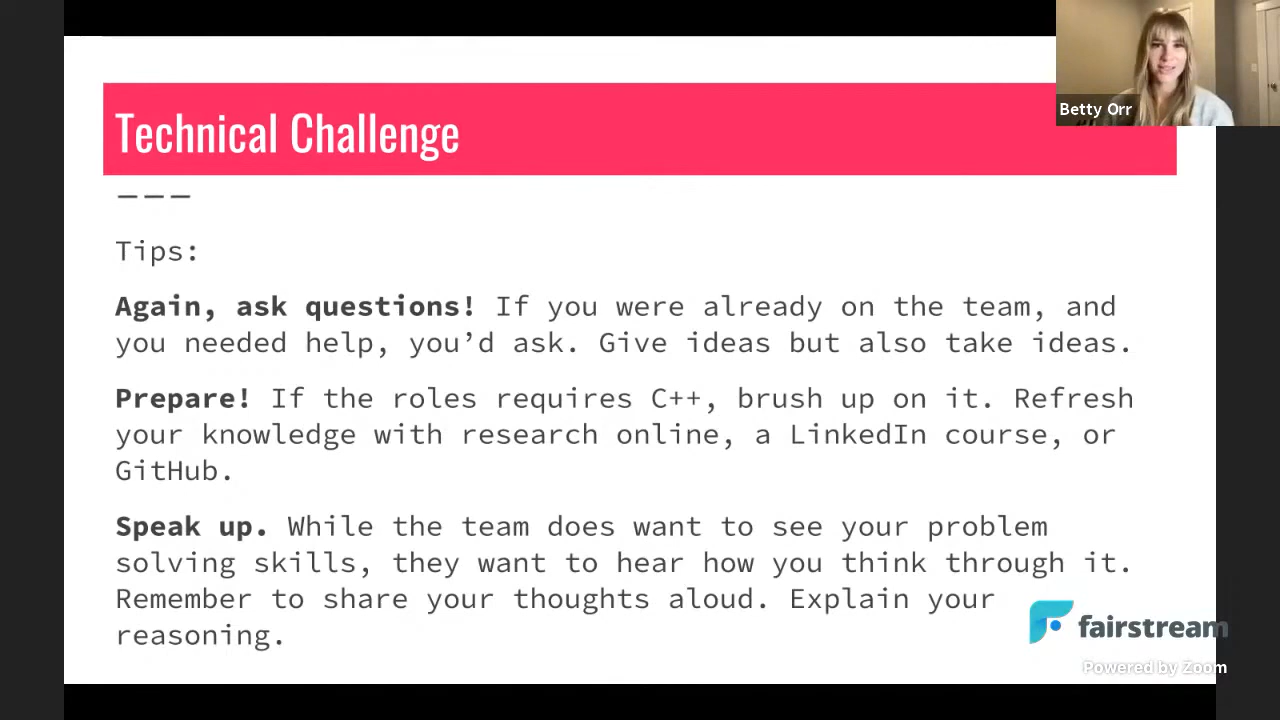 Technical Challenge
Betty Orr
———
Tips:
Again, ask questions! If you were already on the team, and
you needed help, you’d ask. Give ideas but also take ideas.
Prepare! If the roles requires C++, brush up on it. Refresh
your knowledge with research online, a LinkedIn course, or
GitHub.
Speak up. While the team does want to see your problem
solving skills, they want to hear how you think through it.
Remember to share your thoughts aloud. Explain your
reasoning.
fairstream
Powered by Zoom